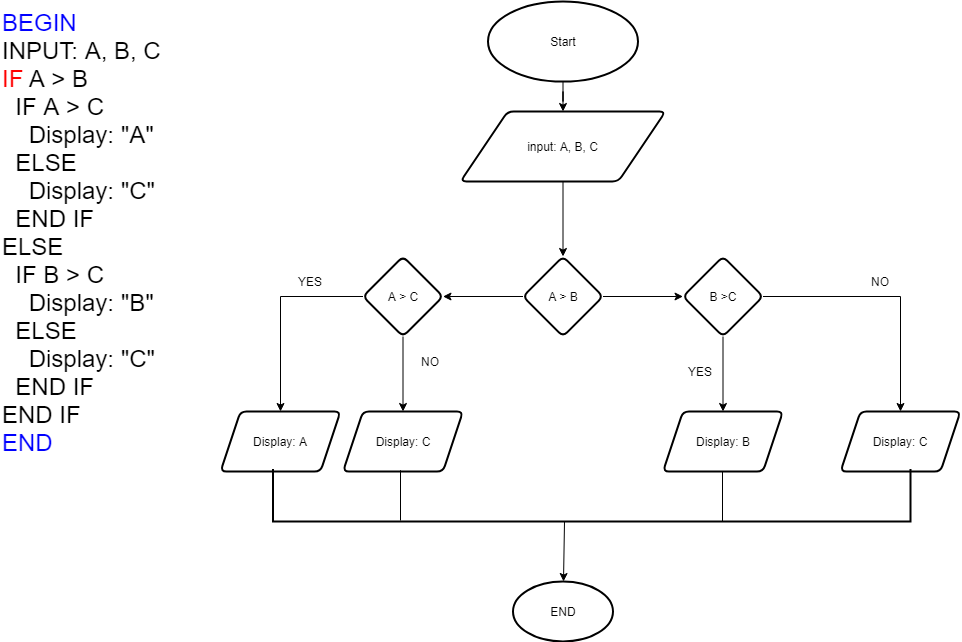 BEGIN
INPUT: A, B, C
IF A > B
IF A > C
Display: "A"
ELSE
Display: "C"
END IF
ELSE
IF B > C
Display: "B"
ELSE
Display: "C"
END IF
END IF
END
Start
input: A, B, C
YES
A > C
A > B
B >C
NO
NO
YES
Display: A
Display: C
Display: B
Display: C
END